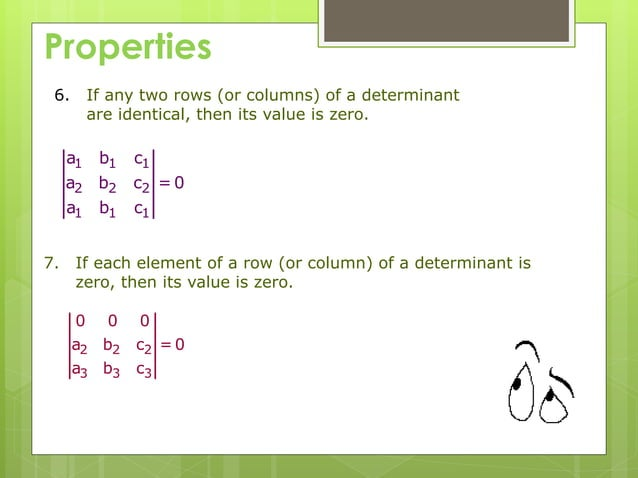 Properties
6. If any two rows (or columns) of a determinant
are identical, then its value is zero.
|a₁ b₁ c₁|
|a₂ b₂ c₂| = 0
|a₁ b₁ c₁|
7. If each element of a row (or column) of a determinant is
zero, then its value is zero.
|0 0 0|
|a₂ b₂ c₂| = 0
|a₃ b₃ c₃|